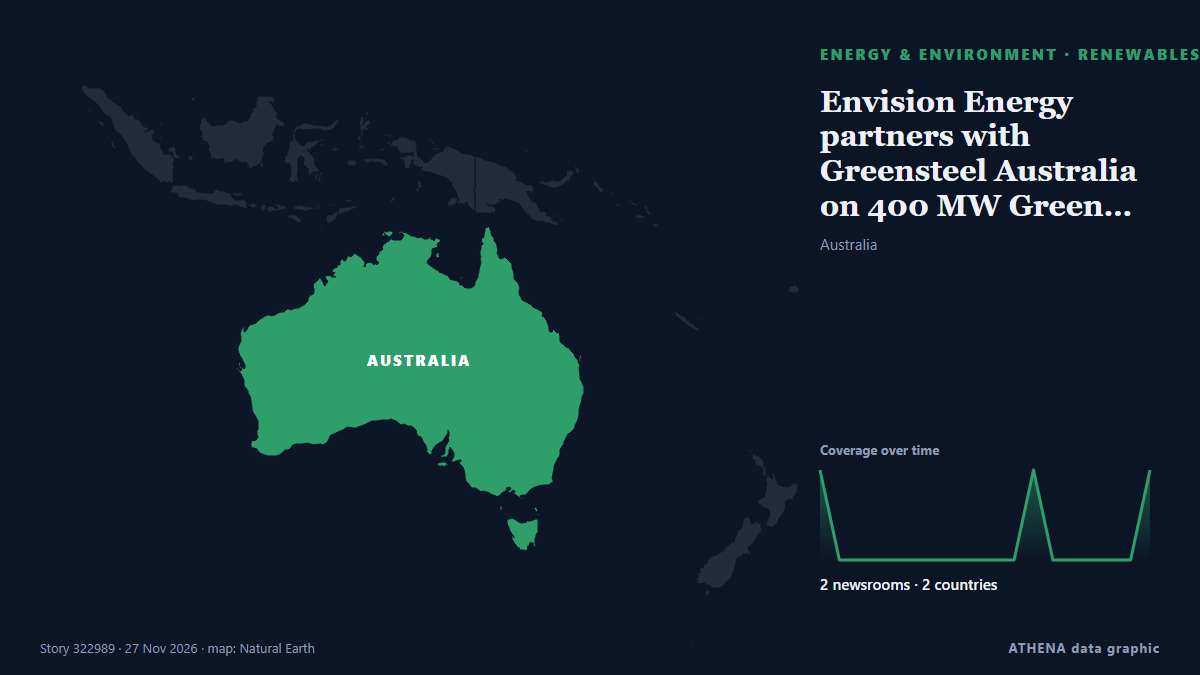 ENERGY & ENVIRONMENT · RENEWABLES
Envision Energy
partners with
Greensteel Australia
on 400 MW Green...
Australia
AUSTRALIA
Coverage over time
2 newsrooms · 2 countries
Story 322989 · 27 Nov 2026 · map: Natural Earth
ATHENA data graphic